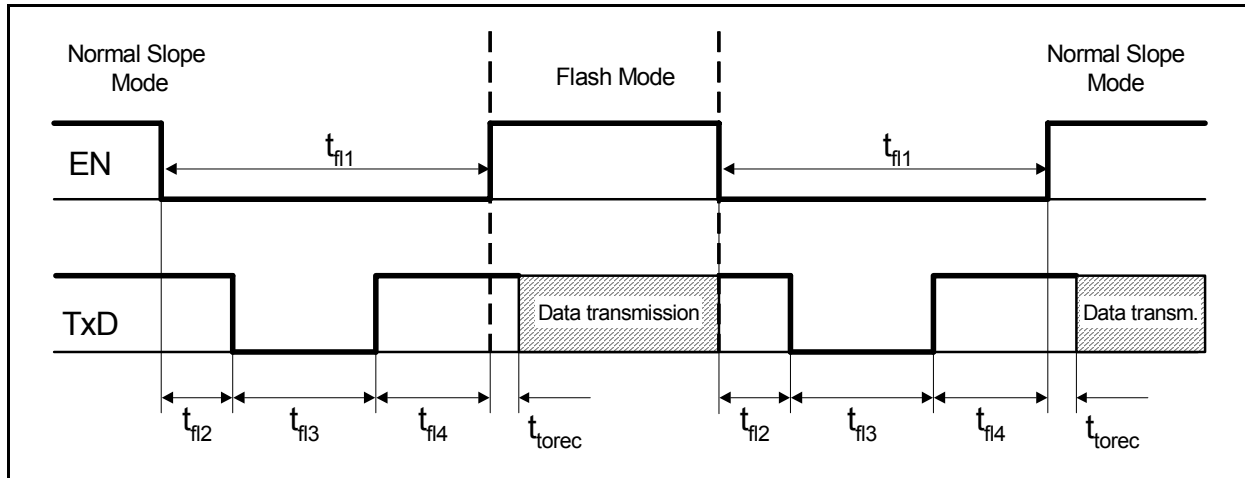 Normal Slope
Mode
Flash Mode
Normal Slope
Mode
EN
tfl1
tfl1
TxD
Data transmission
Data transm.
tfl2
tfl3
tfl4
ttorec
tfl2
tfl3
tfl4
ttorec